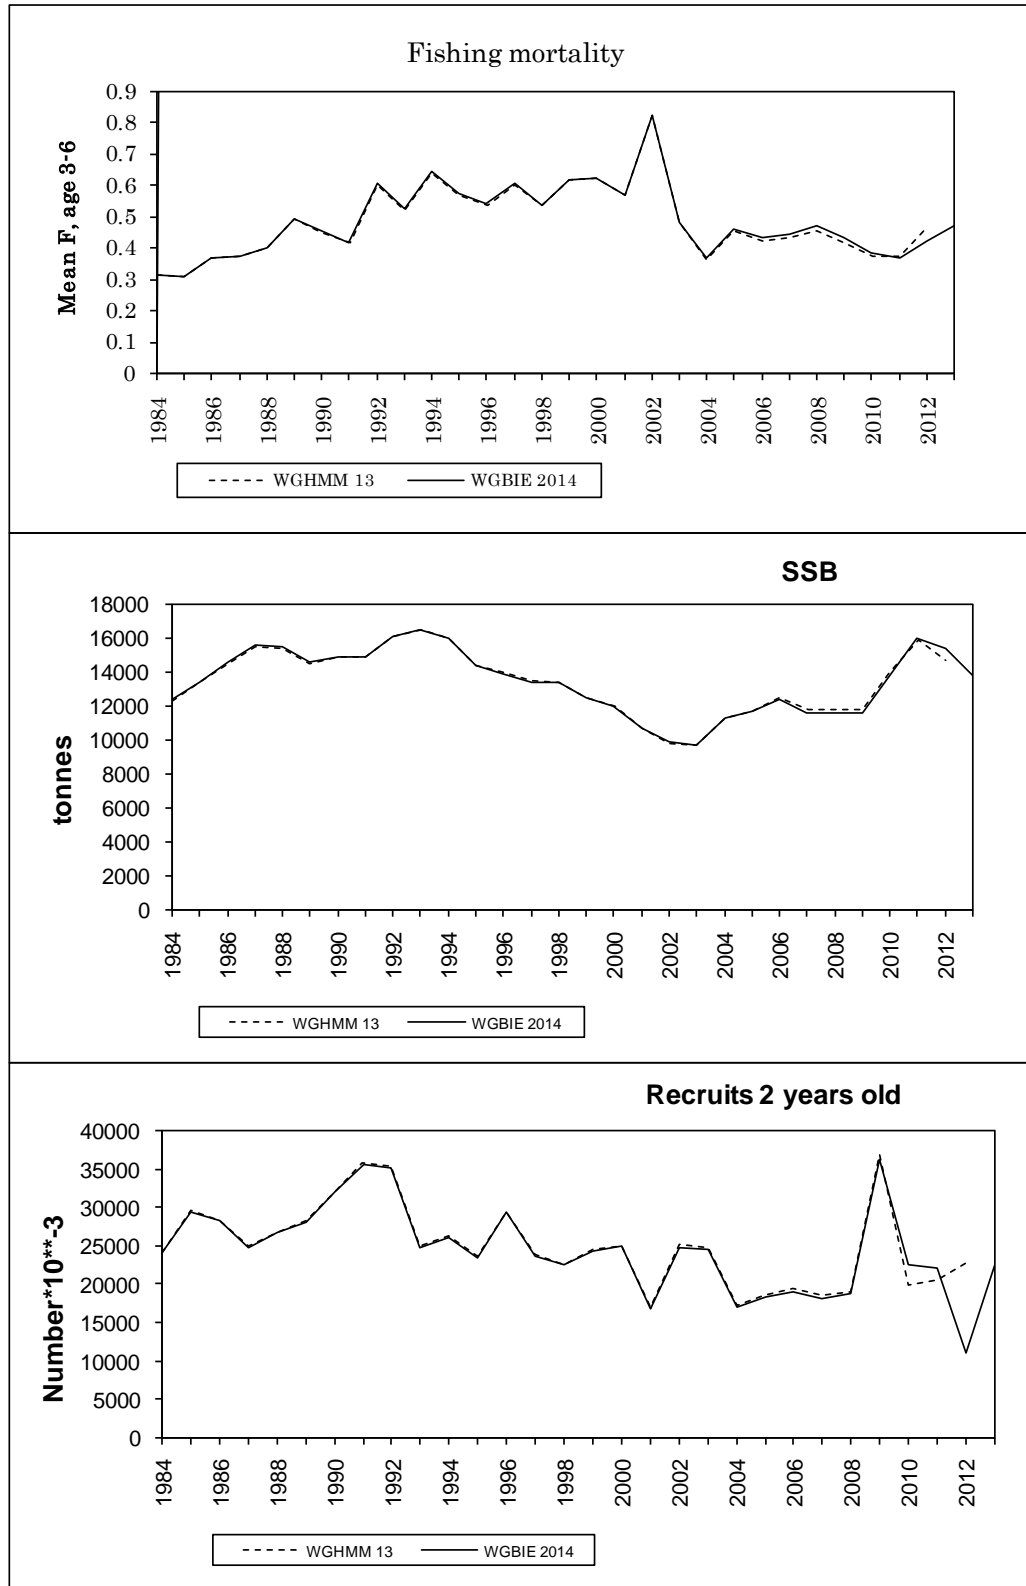 Fishing mortality
Mean F, age 3-6
0.9
0.8
0.7
0.6
0.5
0.4
0.3
0.2
0.1
0
1984 1986 1988 1990 1992 1994 1996 1998 2000 2002 2004 2006 2008 2010 2012
WGHMM 13 WGBIE 2014
SSB
tonnes
18000
16000
14000
12000
10000
8000
6000
4000
2000
0
1984 1986 1988 1990 1992 1994 1996 1998 2000 2002 2004 2006 2008 2010 2012
WGHMM 13 WGBIE 2014
Recruits 2 years old
Number*10**-3
40000
35000
30000
25000
20000
15000
10000
5000
0
1984 1986 1988 1990 1992 1994 1996 1998 2000 2002 2004 2006 2008 2010 2012
WGHMM 13 WGBIE 2014